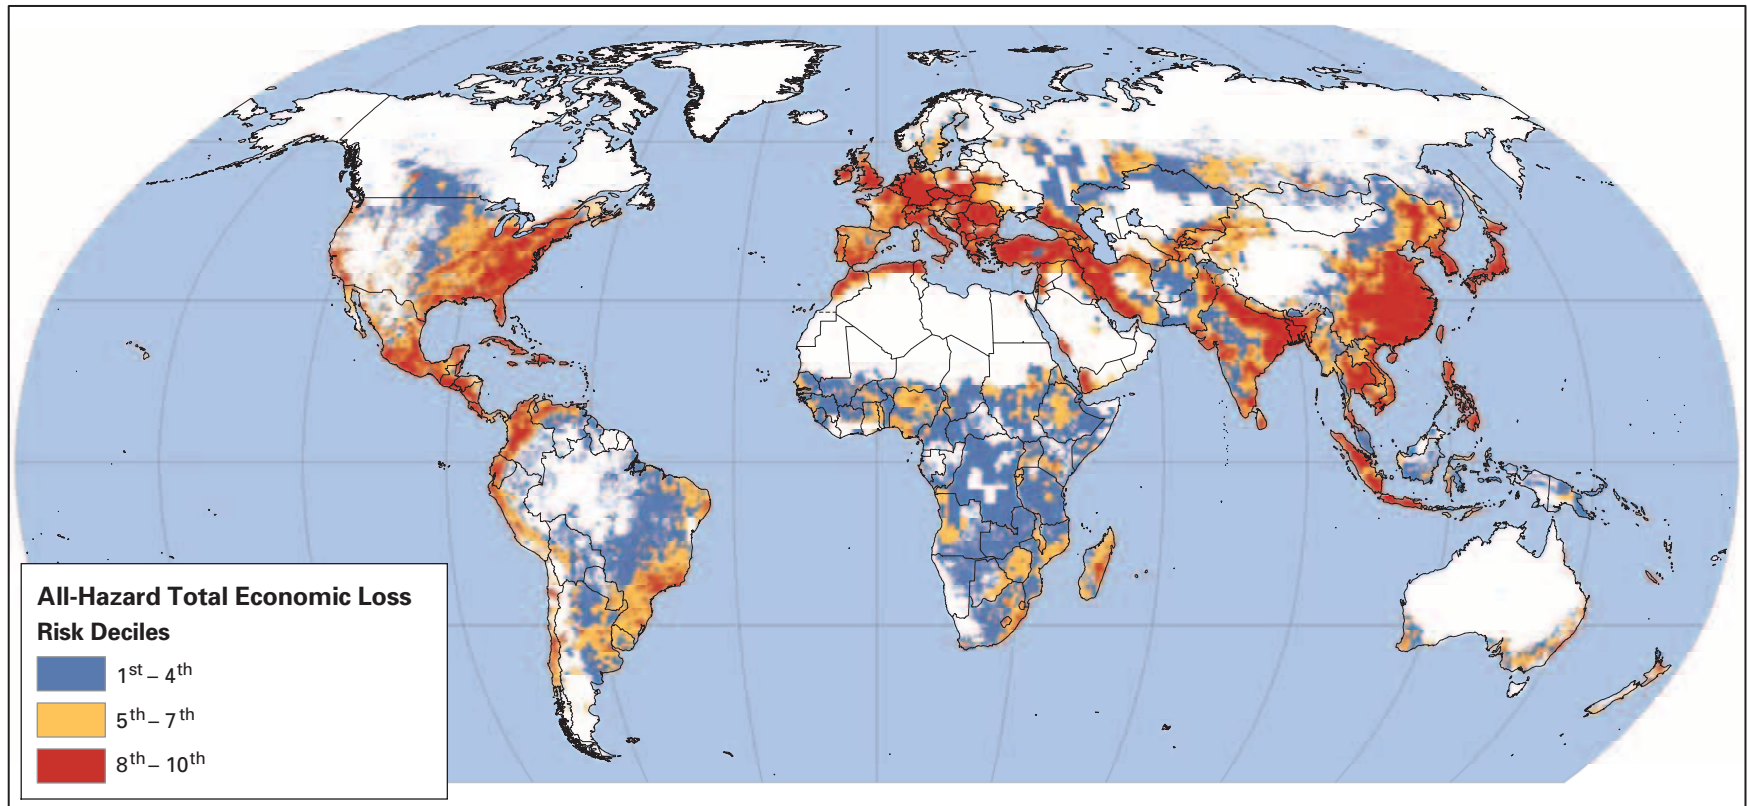 All-Hazard Total Economic Loss
Risk Deciles
1st – 4th
5th – 7th
8th – 10th